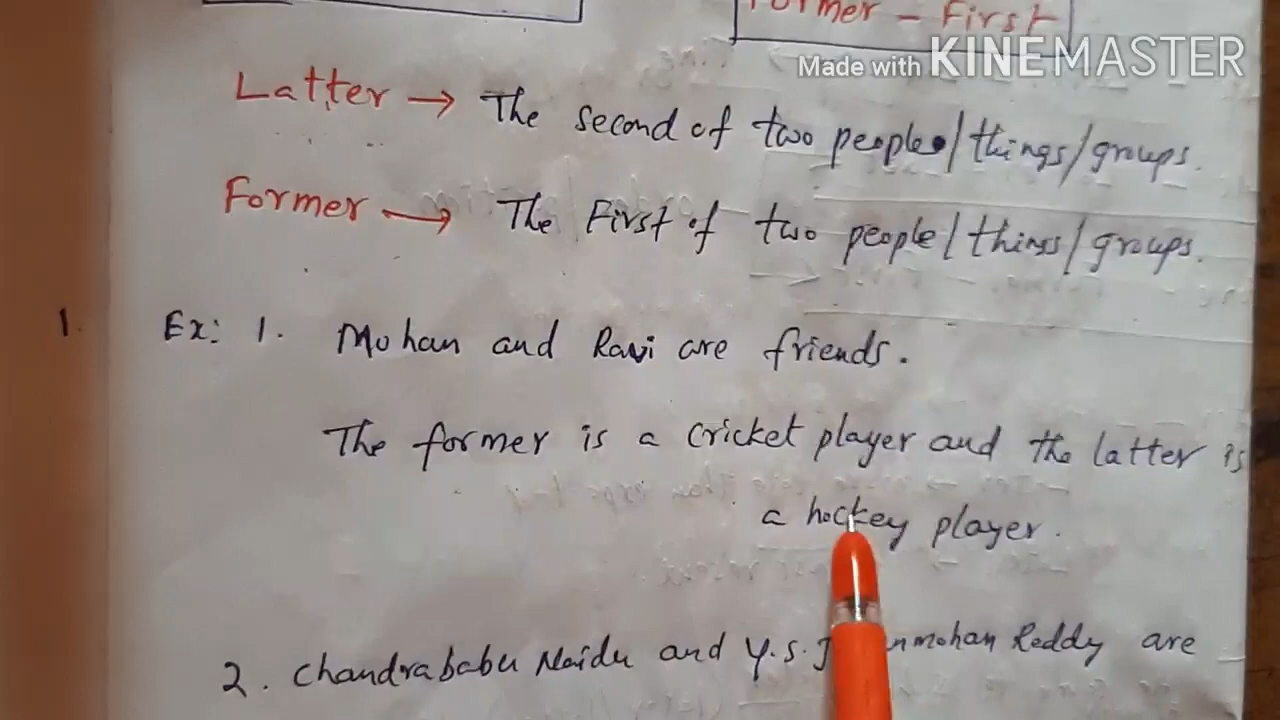 Former - First
Made with KINEMASTER
Latter → The second of two people/things/groups.
Former → The First of two people/things/groups.
1. Ex: 1. Mohan and Ravi are friends.
The former is a cricket player and the latter is
a hockey player.
2. Chandrababu Naidu and Y.S. Reddy are